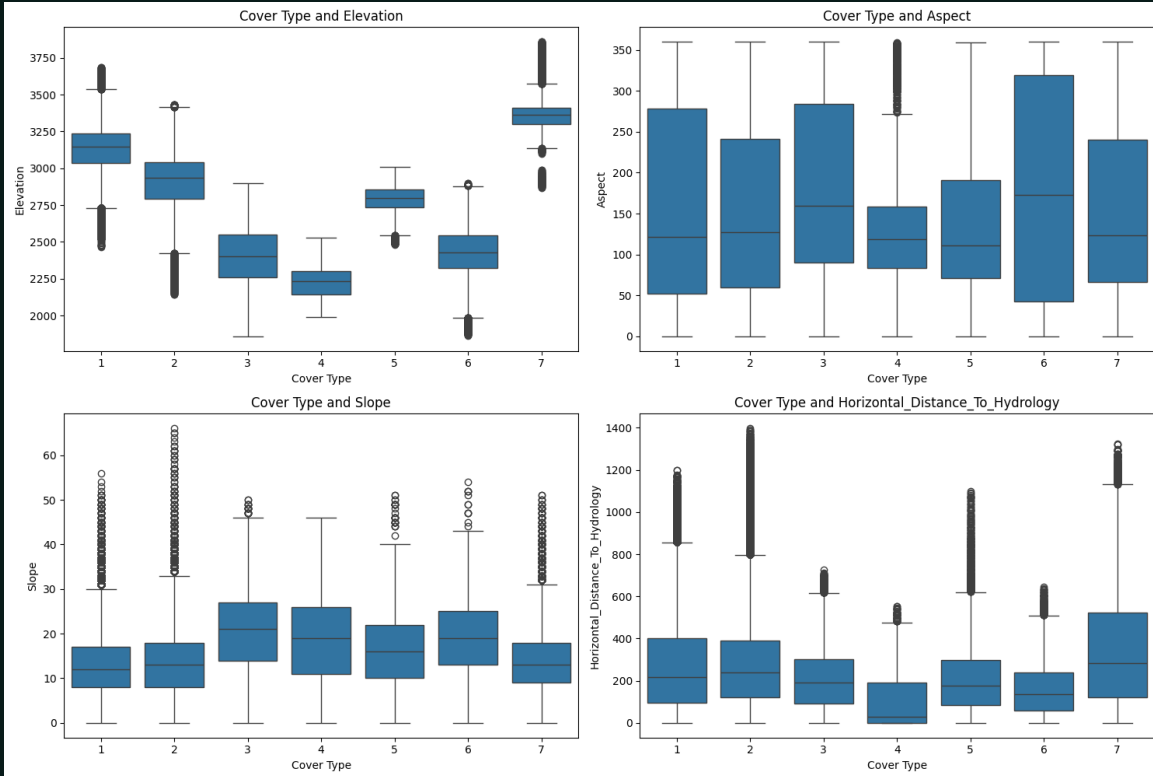 Cover Type and Elevation
Elevation
3750
3500
3250
3000
2750
2500
2250
2000
1 2 3 4 5 6 7
Cover Type
Cover Type and Aspect
Aspect
350
300
250
200
150
100
50
0
1 2 3 4 5 6 7
Cover Type
Cover Type and Slope
Slope
60
50
40
30
20
10
0
1 2 3 4 5 6 7
Cover Type
Cover Type and Horizontal_Distance_To_Hydrology
Horizontal_Distance_To_Hydrology
1400
1200
1000
800
600
400
200
0
1 2 3 4 5 6 7
Cover Type